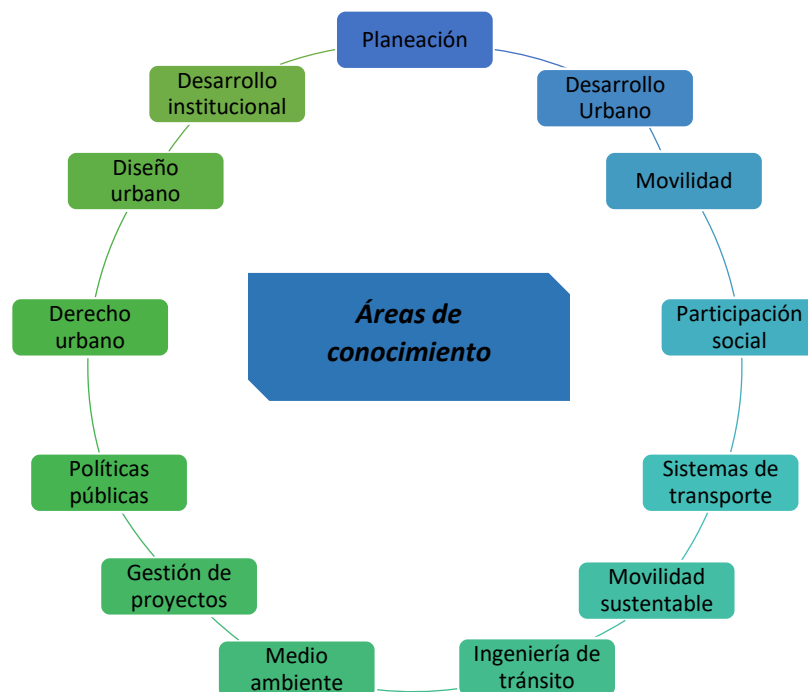 Planeación
Desarrollo
Urbano
Movilidad
Participación
social
Sistemas de
transporte
Movilidad
sustentable
Ingeniería de
tránsito
Medio
ambiente
Gestión de
proyectos
Políticas
públicas
Derecho
urbano
Diseño
urbano
Desarrollo
institucional
Áreas de
conocimiento